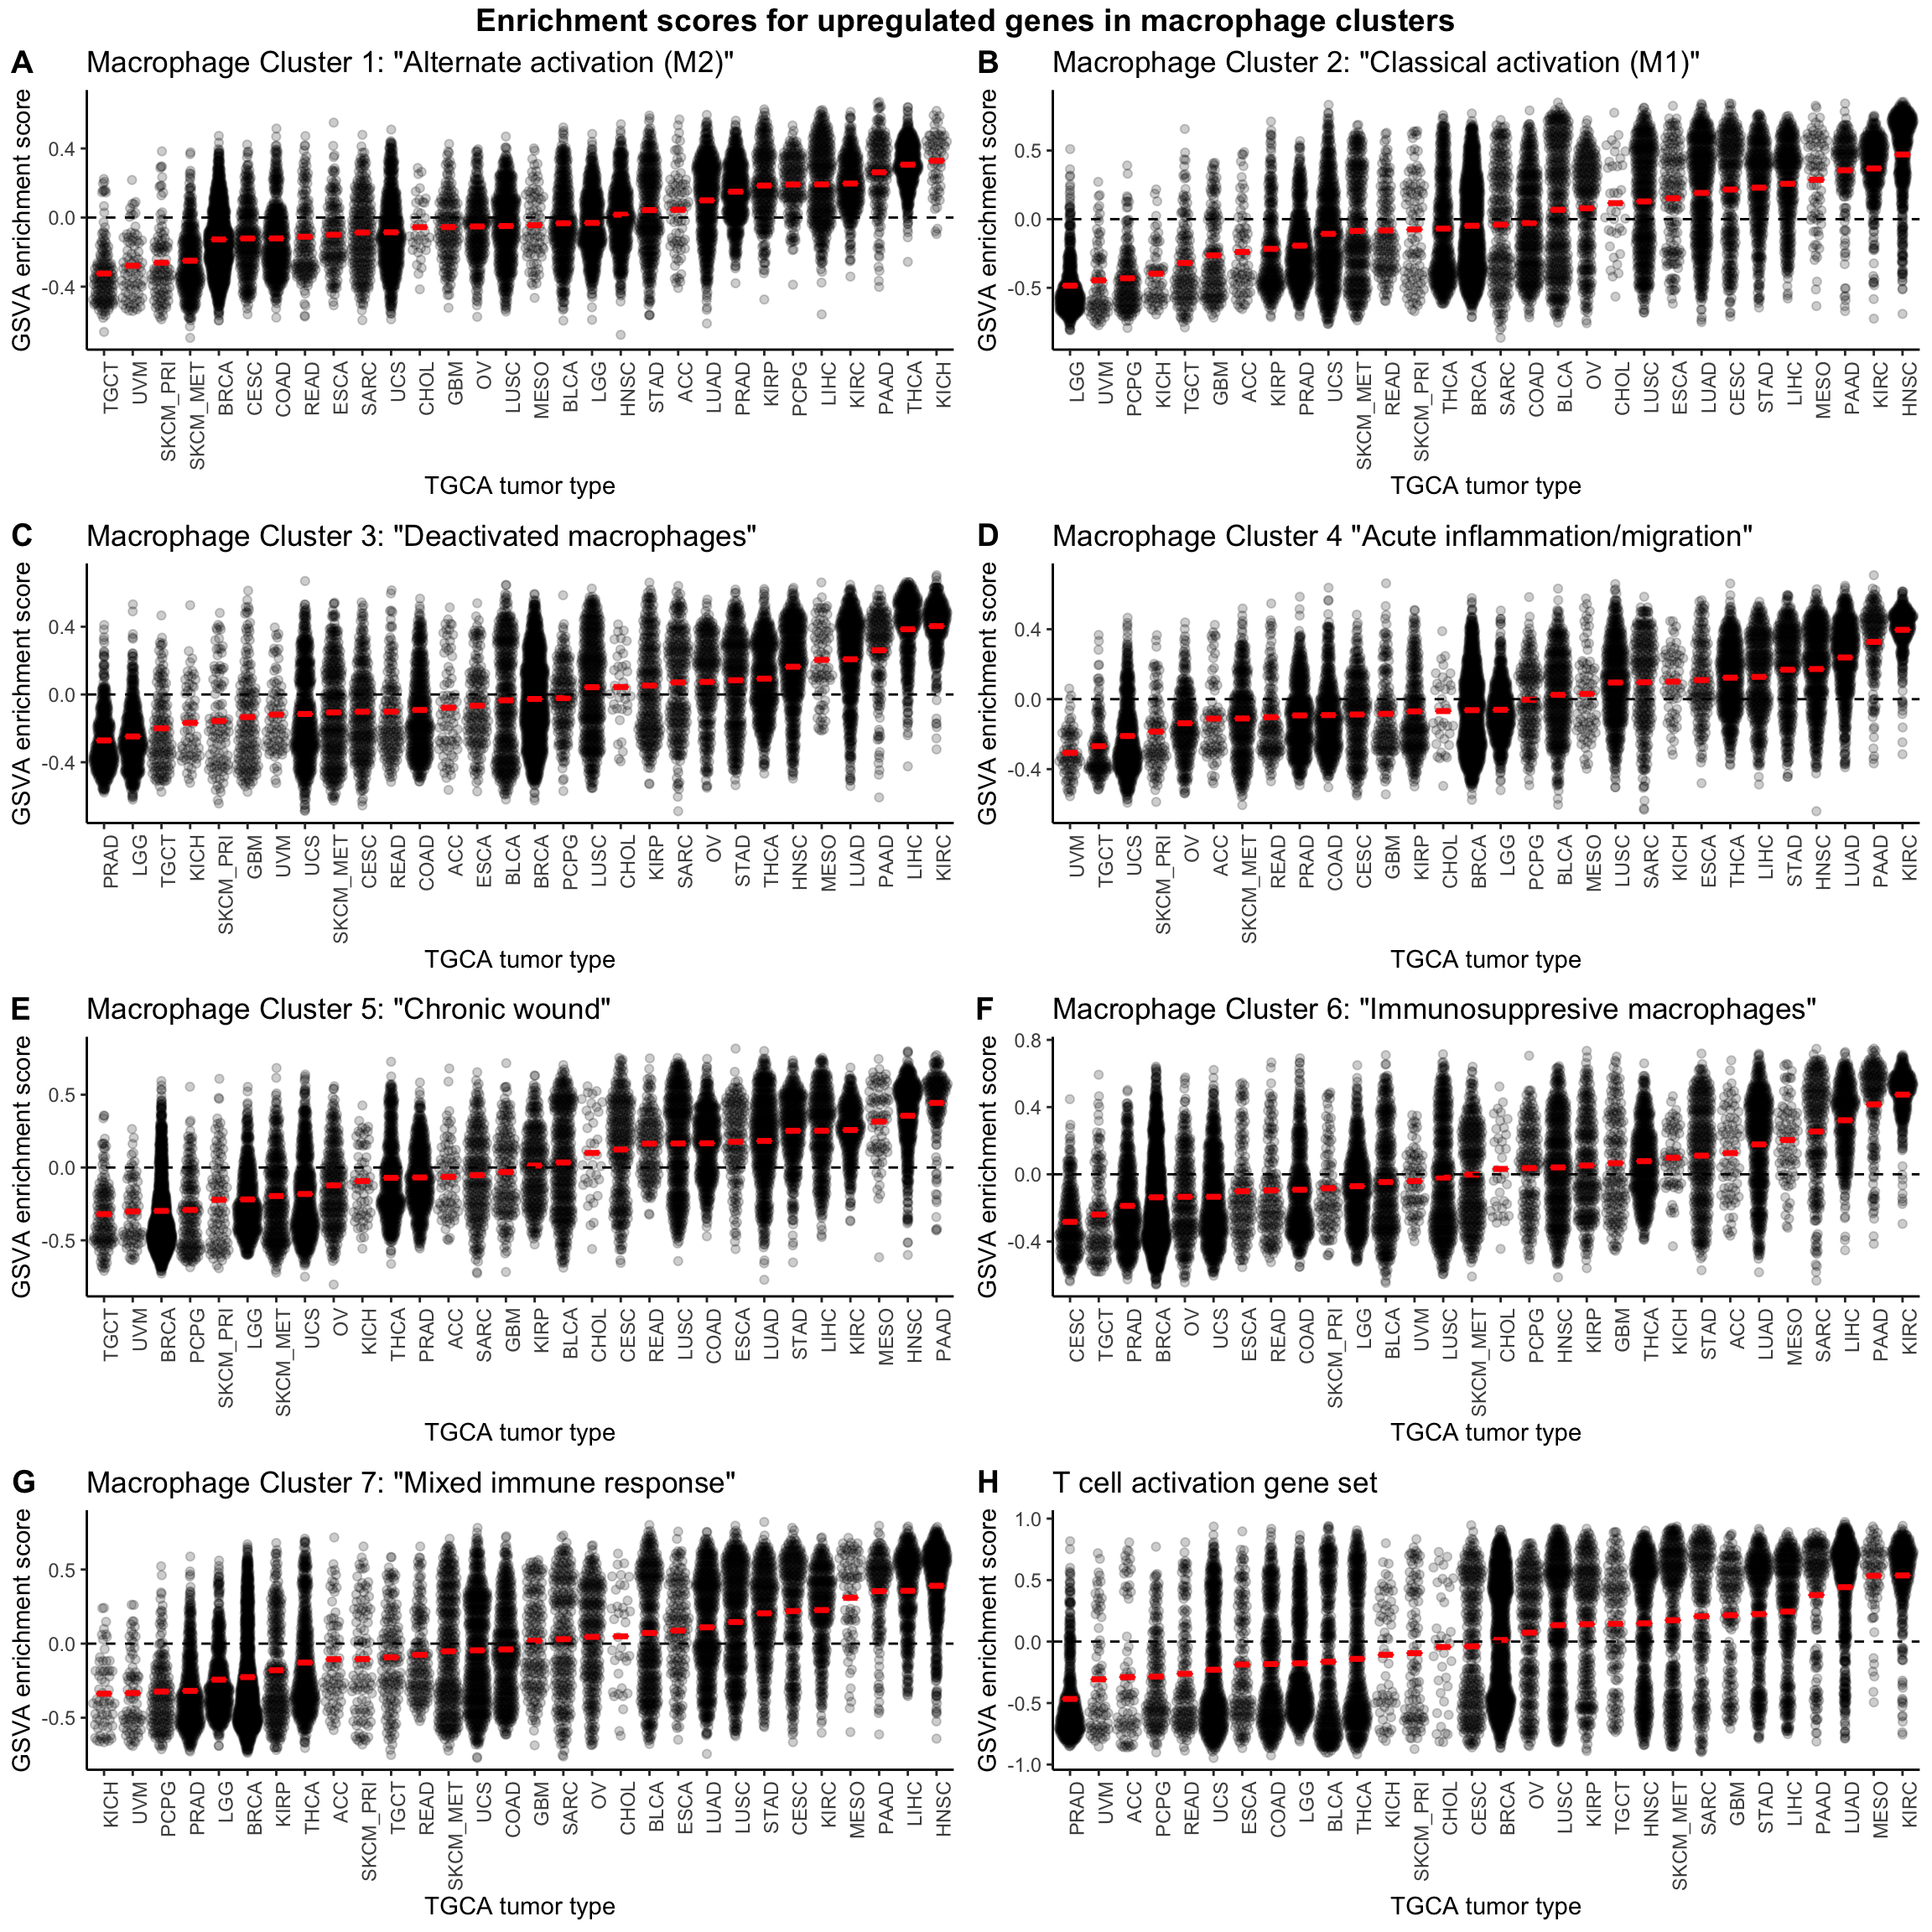 Enrichment scores for upregulated genes in macrophage clusters
A Macrophage Cluster 1: "Alternate activation (M2)"
GSVA enrichment score
0.4
0.0
-0.4
TGCT UVM SKCM_PRI SKCM_MET BRCA CESC COAD READ ESCA SARC UCS CHOL GBM OV LUSC MESO BLCA LGG HNSC STAD ACC LUAD PRAD KIRP PCPG LIHC KIRC PAAD THCA KICH
TGCA tumor type
B Macrophage Cluster 2: "Classical activation (M1)"
GSVA enrichment score
0.5
0.0
-0.5
LGG UVM PCPG KICH TGCT GBM ACC KIRP PRAD UCS SKCM_MET READ SKCM_PRI THCA BRCA SARC COAD BLCA OV CHOL LUSC ESCA LUAD CESC STAD LIHC MESO PAAD KIRC HNSC
TGCA tumor type
C Macrophage Cluster 3: "Deactivated macrophages"
GSVA enrichment score
0.4
0.0
-0.4
PRAD LGG TGCT KICH SKCM_PRI GBM UVM UCS SKCM_MET CESC READ COAD ACC ESCA BLCA BRCA PCPG LUSC CHOL KIRP SARC OV STAD THCA HNSC MESO LUAD PAAD LIHC KIRC
TGCA tumor type
D Macrophage Cluster 4 "Acute inflammation/migration"
GSVA enrichment score
0.4
0.0
-0.4
UVM TGCT UCS SKCM_PRI OV ACC SKCM_MET READ PRAD COAD CESC GBM KIRP CHOL BRCA LGG PCPG BLCA MESO LUSC SARC KICH ESCA THCA LIHC STAD HNSC LUAD PAAD KIRC
TGCA tumor type
E Macrophage Cluster 5: "Chronic wound"
GSVA enrichment score
0.5
0.0
-0.5
TGCT UVM BRCA PCPG SKCM_PRI LGG SKCM_MET UCS OV KICH THCA PRAD ACC SARC GBM KIRP BLCA CHOL CESC READ LUSC COAD ESCA LUAD STAD LIHC KIRC MESO HNSC PAAD
TGCA tumor type
F Macrophage Cluster 6: "Immunosuppresive macrophages"
GSVA enrichment score
0.8
0.4
0.0
-0.4
CESC TGCT PRAD BRCA OV UCS ESCA READ COAD SKCM_PRI LGG BLCA UVM LUSC SKCM_MET CHOL PCPG HNSC KIRP GBM THCA KICH STAD ACC LUAD MESO SARC LIHC PAAD KIRC
TGCA tumor type
G Macrophage Cluster 7: "Mixed immune response"
GSVA enrichment score
0.5
0.0
-0.5
KICH UVM PCPG PRAD LGG BRCA KIRP THCA ACC SKCM_PRI TGCT READ SKCM_MET UCS COAD GBM SARC OV CHOL BLCA ESCA LUAD LUSC STAD CESC KIRC MESO PAAD LIHC HNSC
TGCA tumor type
H T cell activation gene set
GSVA enrichment score
1.0
0.5
0.0
-0.5
-1.0
PRAD UVM ACC PCPG READ UCS ESCA COAD LGG BLCA THCA KICH SKCM_PRI CHOL CESC BRCA OV LUSC KIRP TGCT HNSC SKCM_MET SARC GBM STAD LIHC PAAD LUAD MESO KIRC
TGCA tumor type